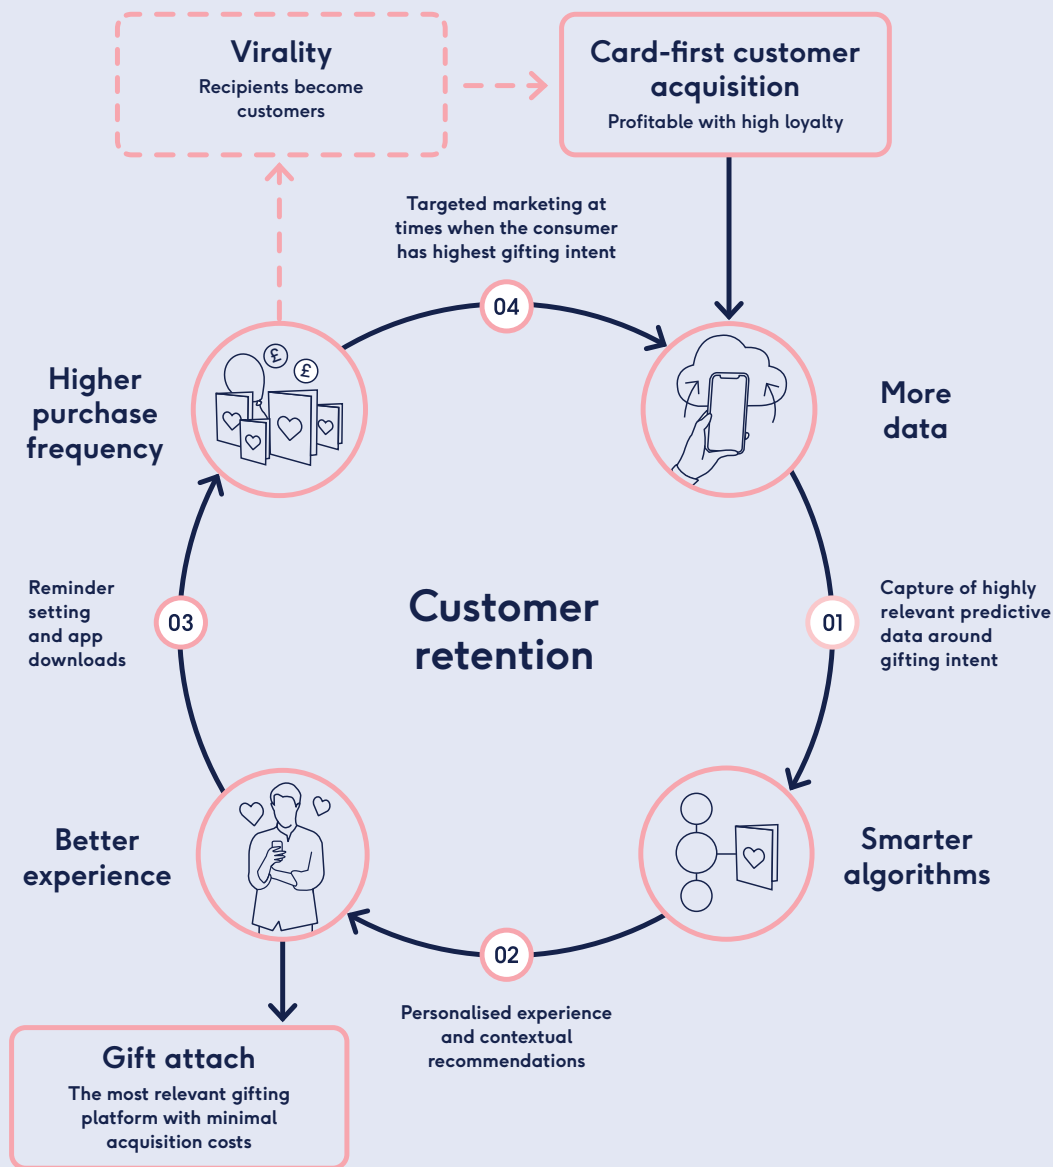 Virality
Recipients become
customers
Card-first customer
acquisition
Profitable with high loyalty
Targeted marketing at
times when the consumer
has highest gifting intent
04
£
£
Higher
purchase
frequency
More
data
Reminder
setting
and app
downloads
03
Customer
retention
01
Capture of highly
relevant predictive
data around
gifting intent
Better
experience
Smarter
algorithms
02
Personalised experience
and contextual
recommendations
Gift attach
The most relevant gifting
platform with minimal
acquisition costs